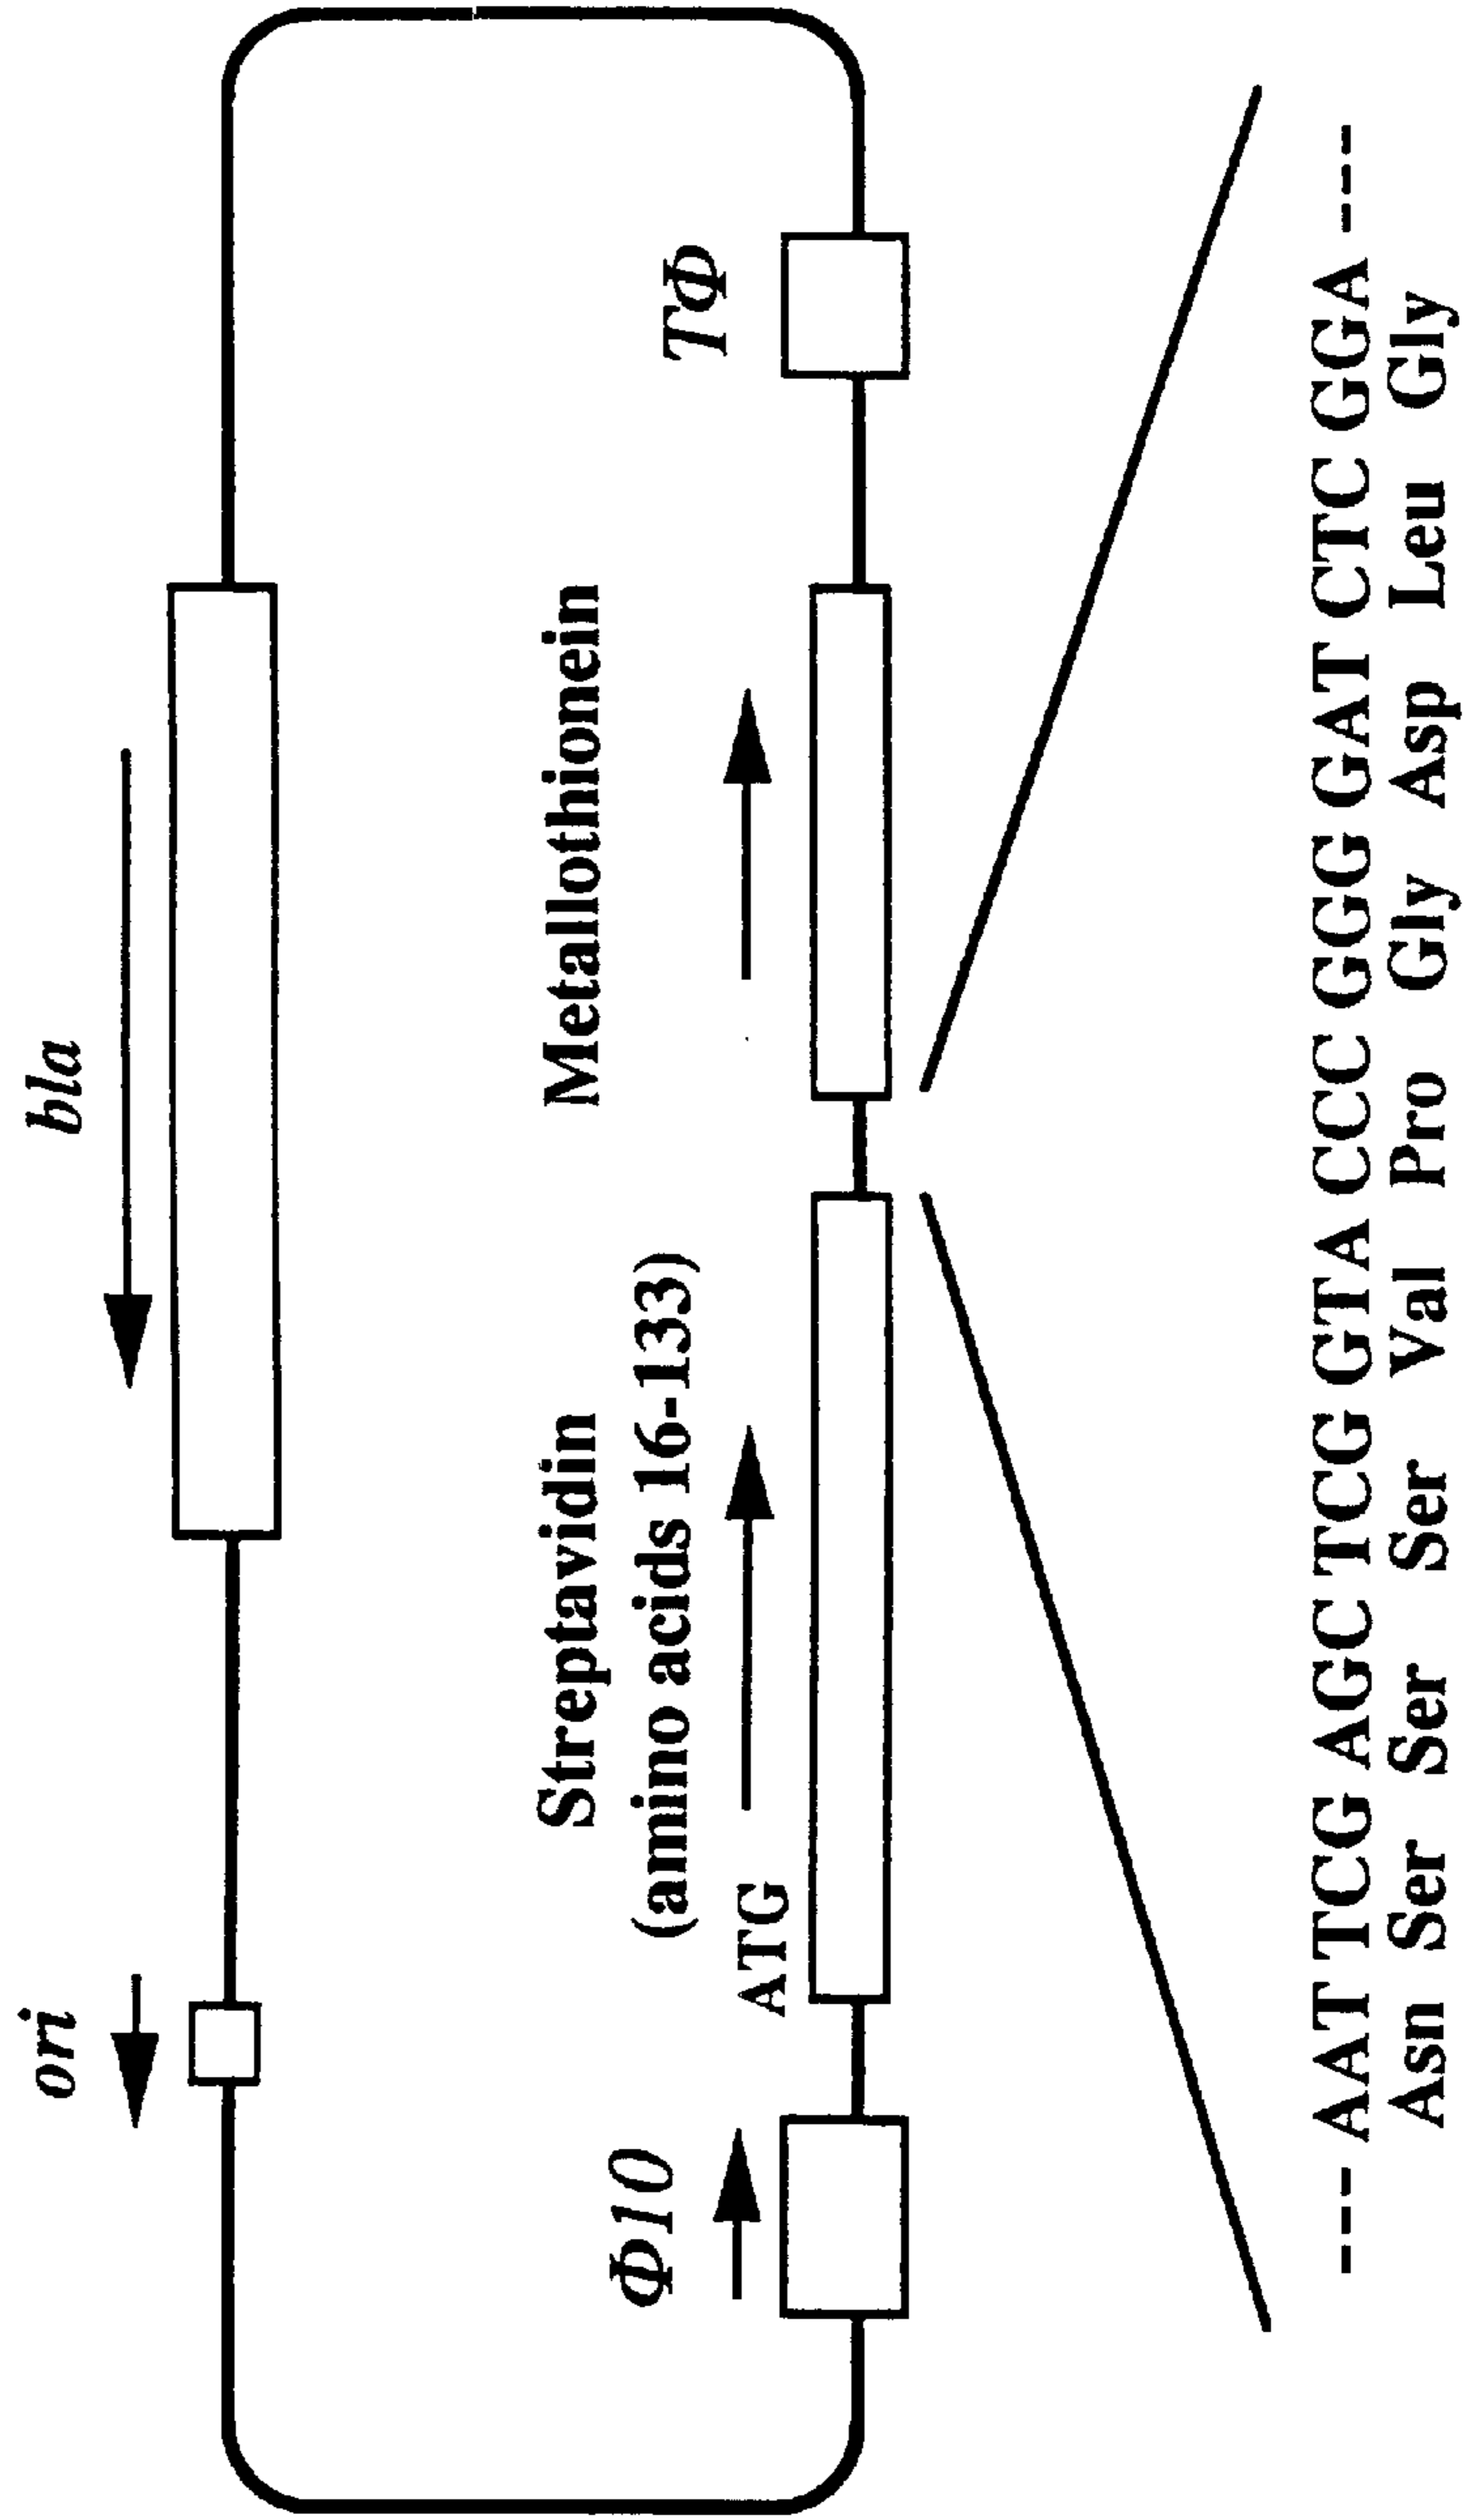 ori
bla
Φ10
ATG
Streptavidin
(amino acids 16-133)
Metallothionein
TΦ
--- AAT TCG AGC TCG GTA CCC GGG GAT CTC GGA ---
Asn Ser Ser Ser Val Pro Gly Asp Leu Gly